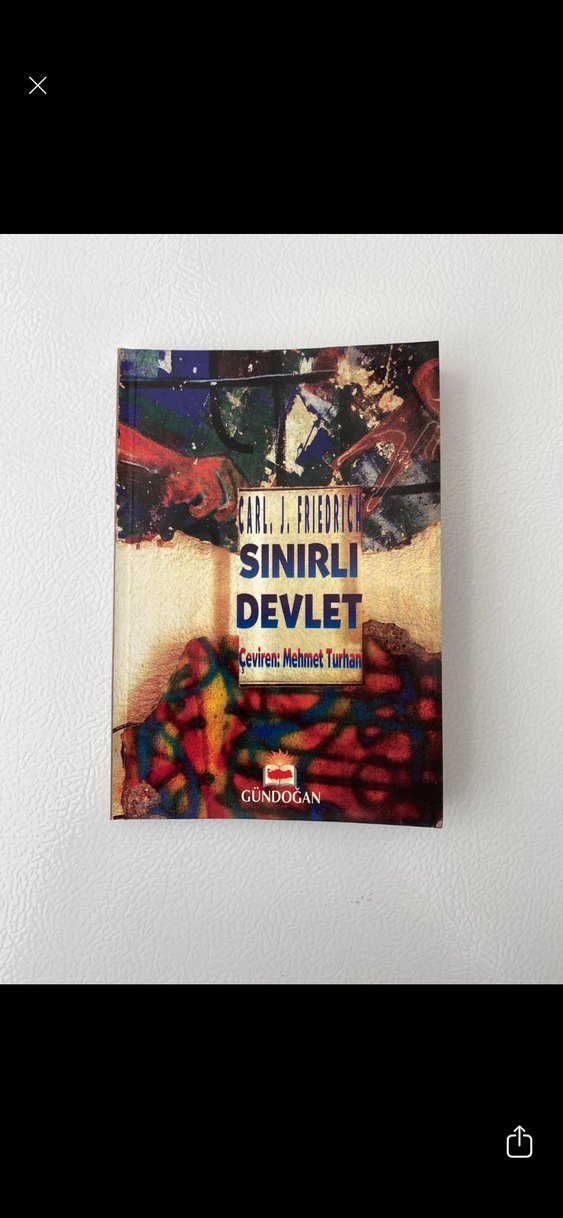 CARL. J. FRIEDRICH
SINIRLI
DEVLET
Çeviren: Mehmet Turhan
GÜNDOĞAN